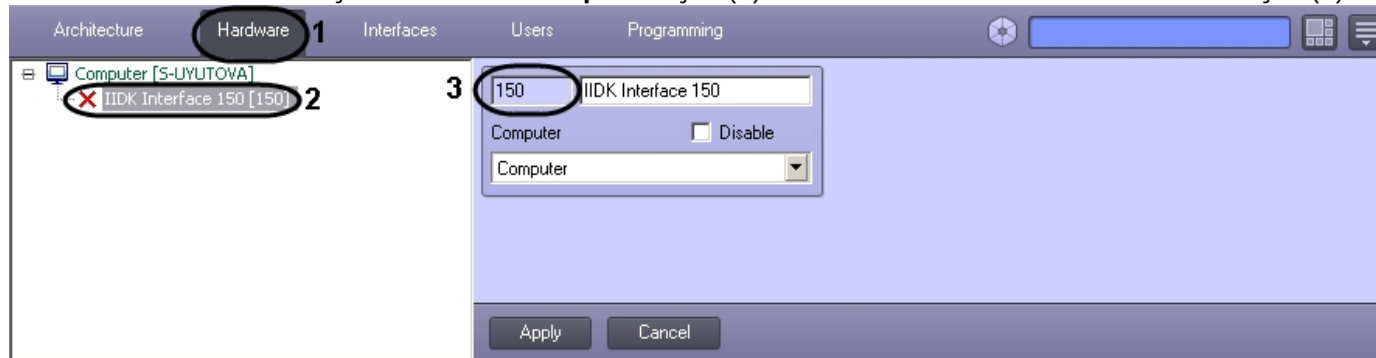 Architecture Hardware 1 Interfaces Users Programming
Computer [S-UYUTOVA]
IIDK Interface 150 [150] 2
3 150 IIDK Interface 150
Computer Disable
Computer
Apply Cancel